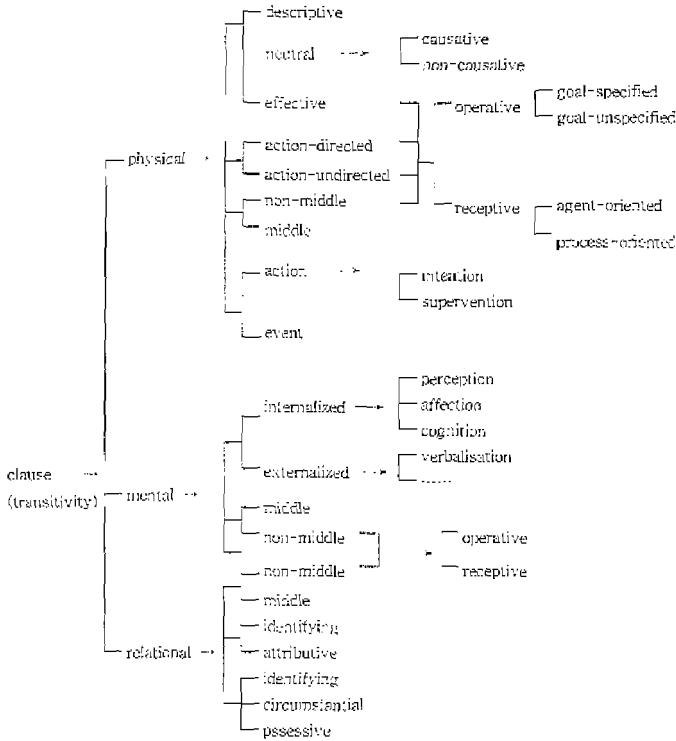 descriptive
neutral
causative
non-causative
effective
operative
goal-specified
goal-unspecified
physical
action-directed
action-undirected
non-middle
middle
receptive
agent-oriented
process-oriented
action
intention
supervention
event
clause
(transitivity)
mental
internalized
perception
affection
cognition
externalized
verbalisation
middle
non-middle
operative
non-middle
receptive
middle
relational
identifying
attributive
identifying
circumstantial
pssessive